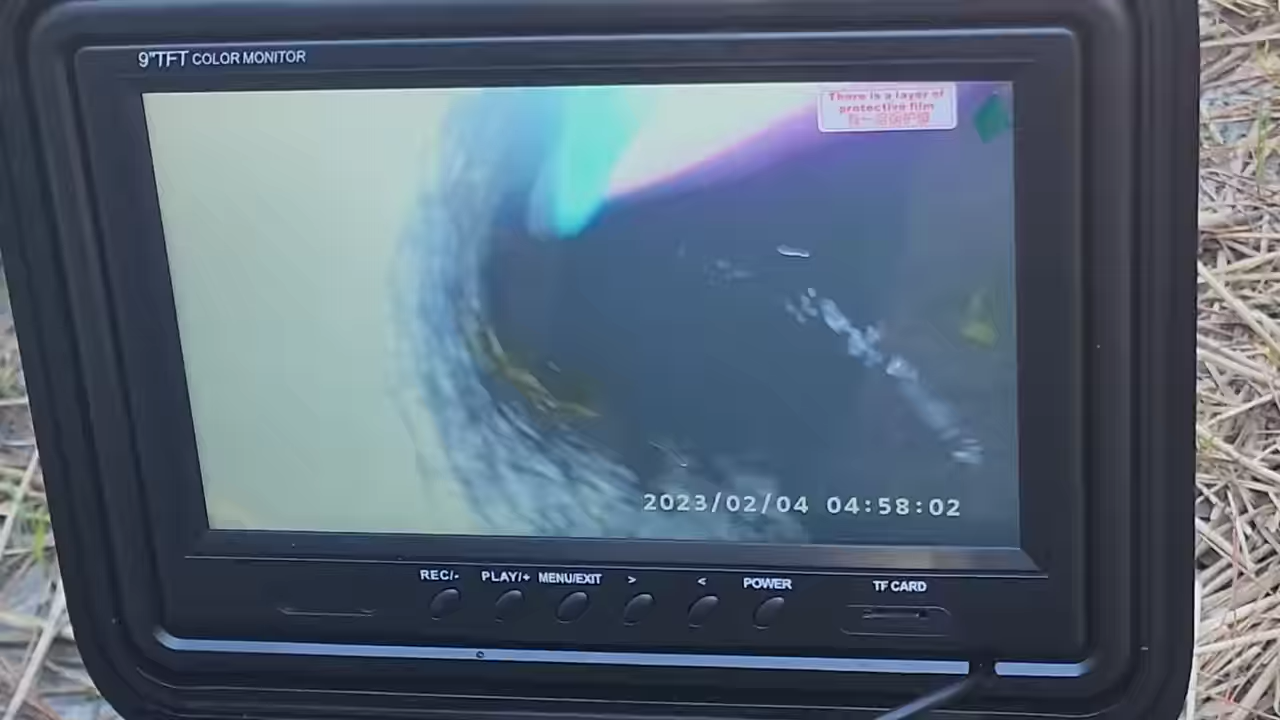 9"TFT COLOR MONITOR
There is a layer of
protective film
2023/02/04 04:58:02
REC/- PLAY/+ MENU/EXIT > < POWER TF CARD